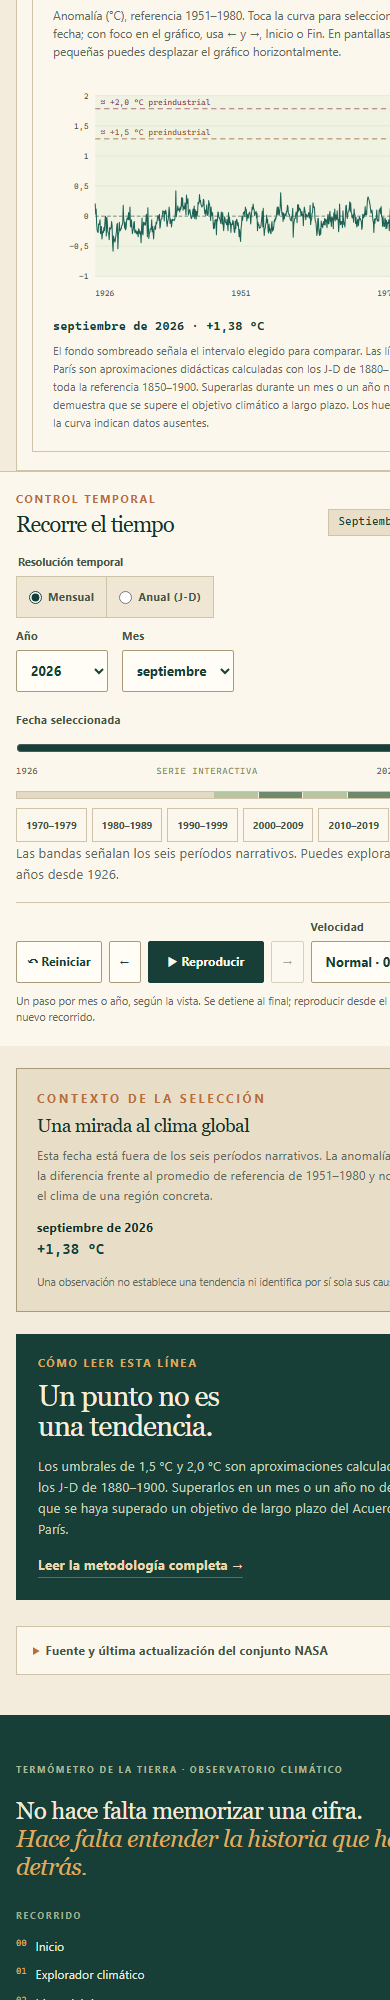 Anomalía (°C), referencia 1951–1980. Toca la curva para seleccion
fecha; con foco en el gráfico, usa ← y →, Inicio o Fin. En pantallas
pequeñas puedes desplazar el gráfico horizontalmente.
2
≈ +2,0 °C preindustrial
1,5
≈ +1,5 °C preindustrial
1
0,5
0
−0,5
−1
1926 1951 197
septiembre de 2026 · +1,38 °C
El fondo sombreado señala el intervalo elegido para comparar. Las lí
París son aproximaciones didácticas calculadas con los J-D de 1880–
toda la referencia 1850–1900. Superarlas durante un mes o un año n
demuestra que se supere el objetivo climático a largo plazo. Los hue
la curva indican datos ausentes.
CONTROL TEMPORAL
Recorre el tiempo
Septiemb
Resolución temporal
Mensual Anual (J-D)
Año Mes
2026 septiembre
Fecha seleccionada
1926 SERIE INTERACTIVA 202
1970–1979 1980–1989 1990–1999 2000–2009 2010–2019
Las bandas señalan los seis períodos narrativos. Puedes explora
años desde 1926.
Velocidad
↶ Reiniciar ← ▶ Reproducir → Normal · 0
Un paso por mes o año, según la vista. Se detiene al final; reproducir desde el
nuevo recorrido.
CONTEXTO DE LA SELECCIÓN
Una mirada al clima global
Esta fecha está fuera de los seis períodos narrativos. La anomalía
la diferencia frente al promedio de referencia de 1951–1980 y no
el clima de una región concreta.
septiembre de 2026
+1,38 °C
Una observación no establece una tendencia ni identifica por sí sola sus cau
CÓMO LEER ESTA LÍNEA
Un punto no es
una tendencia.
Los umbrales de 1,5 °C y 2,0 °C son aproximaciones calculad
los J-D de 1880–1900. Superarlos en un mes o un año no de
que se haya superado un objetivo de largo plazo del Acuerd
París.
Leer la metodología completa →
▶ Fuente y última actualización del conjunto NASA
TERMÓMETRO DE LA TIERRA · OBSERVATORIO CLIMÁTICO
No hace falta memorizar una cifra.
Hace falta entender la historia que ha
detrás.
RECORRIDO
00 Inicio
01 Explorador climático